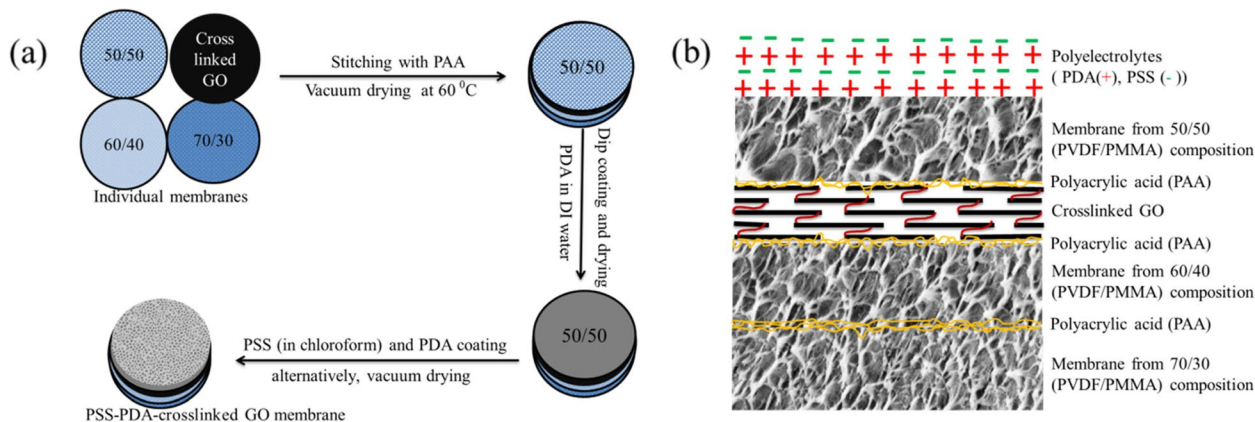 (a)
50/50
Cross
linked
GO
60/40
70/30
Individual membranes
Stitching with PAA
Vacuum drying at 60 ⁰C
50/50
Dip coating and drying
PDA in DI water
50/50
PSS (in chloroform) and PDA coating
alternatively, vacuum drying
PSS-PDA-crosslinked GO membrane
(b)
Polyelectrolytes
( PDA(+), PSS (-))
Membrane from 50/50
(PVDF/PMMA) composition
Polyacrylic acid (PAA)
Crosslinked GO
Polyacrylic acid (PAA)
Membrane from 60/40
(PVDF/PMMA) composition
Polyacrylic acid (PAA)
Membrane from 70/30
(PVDF/PMMA) composition